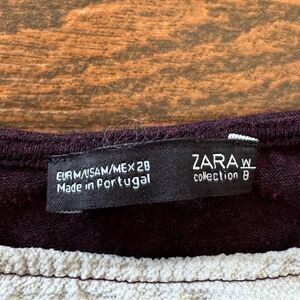 EUR M/USA M/MEX 28
Made in Portugal
ZARA W
collection B